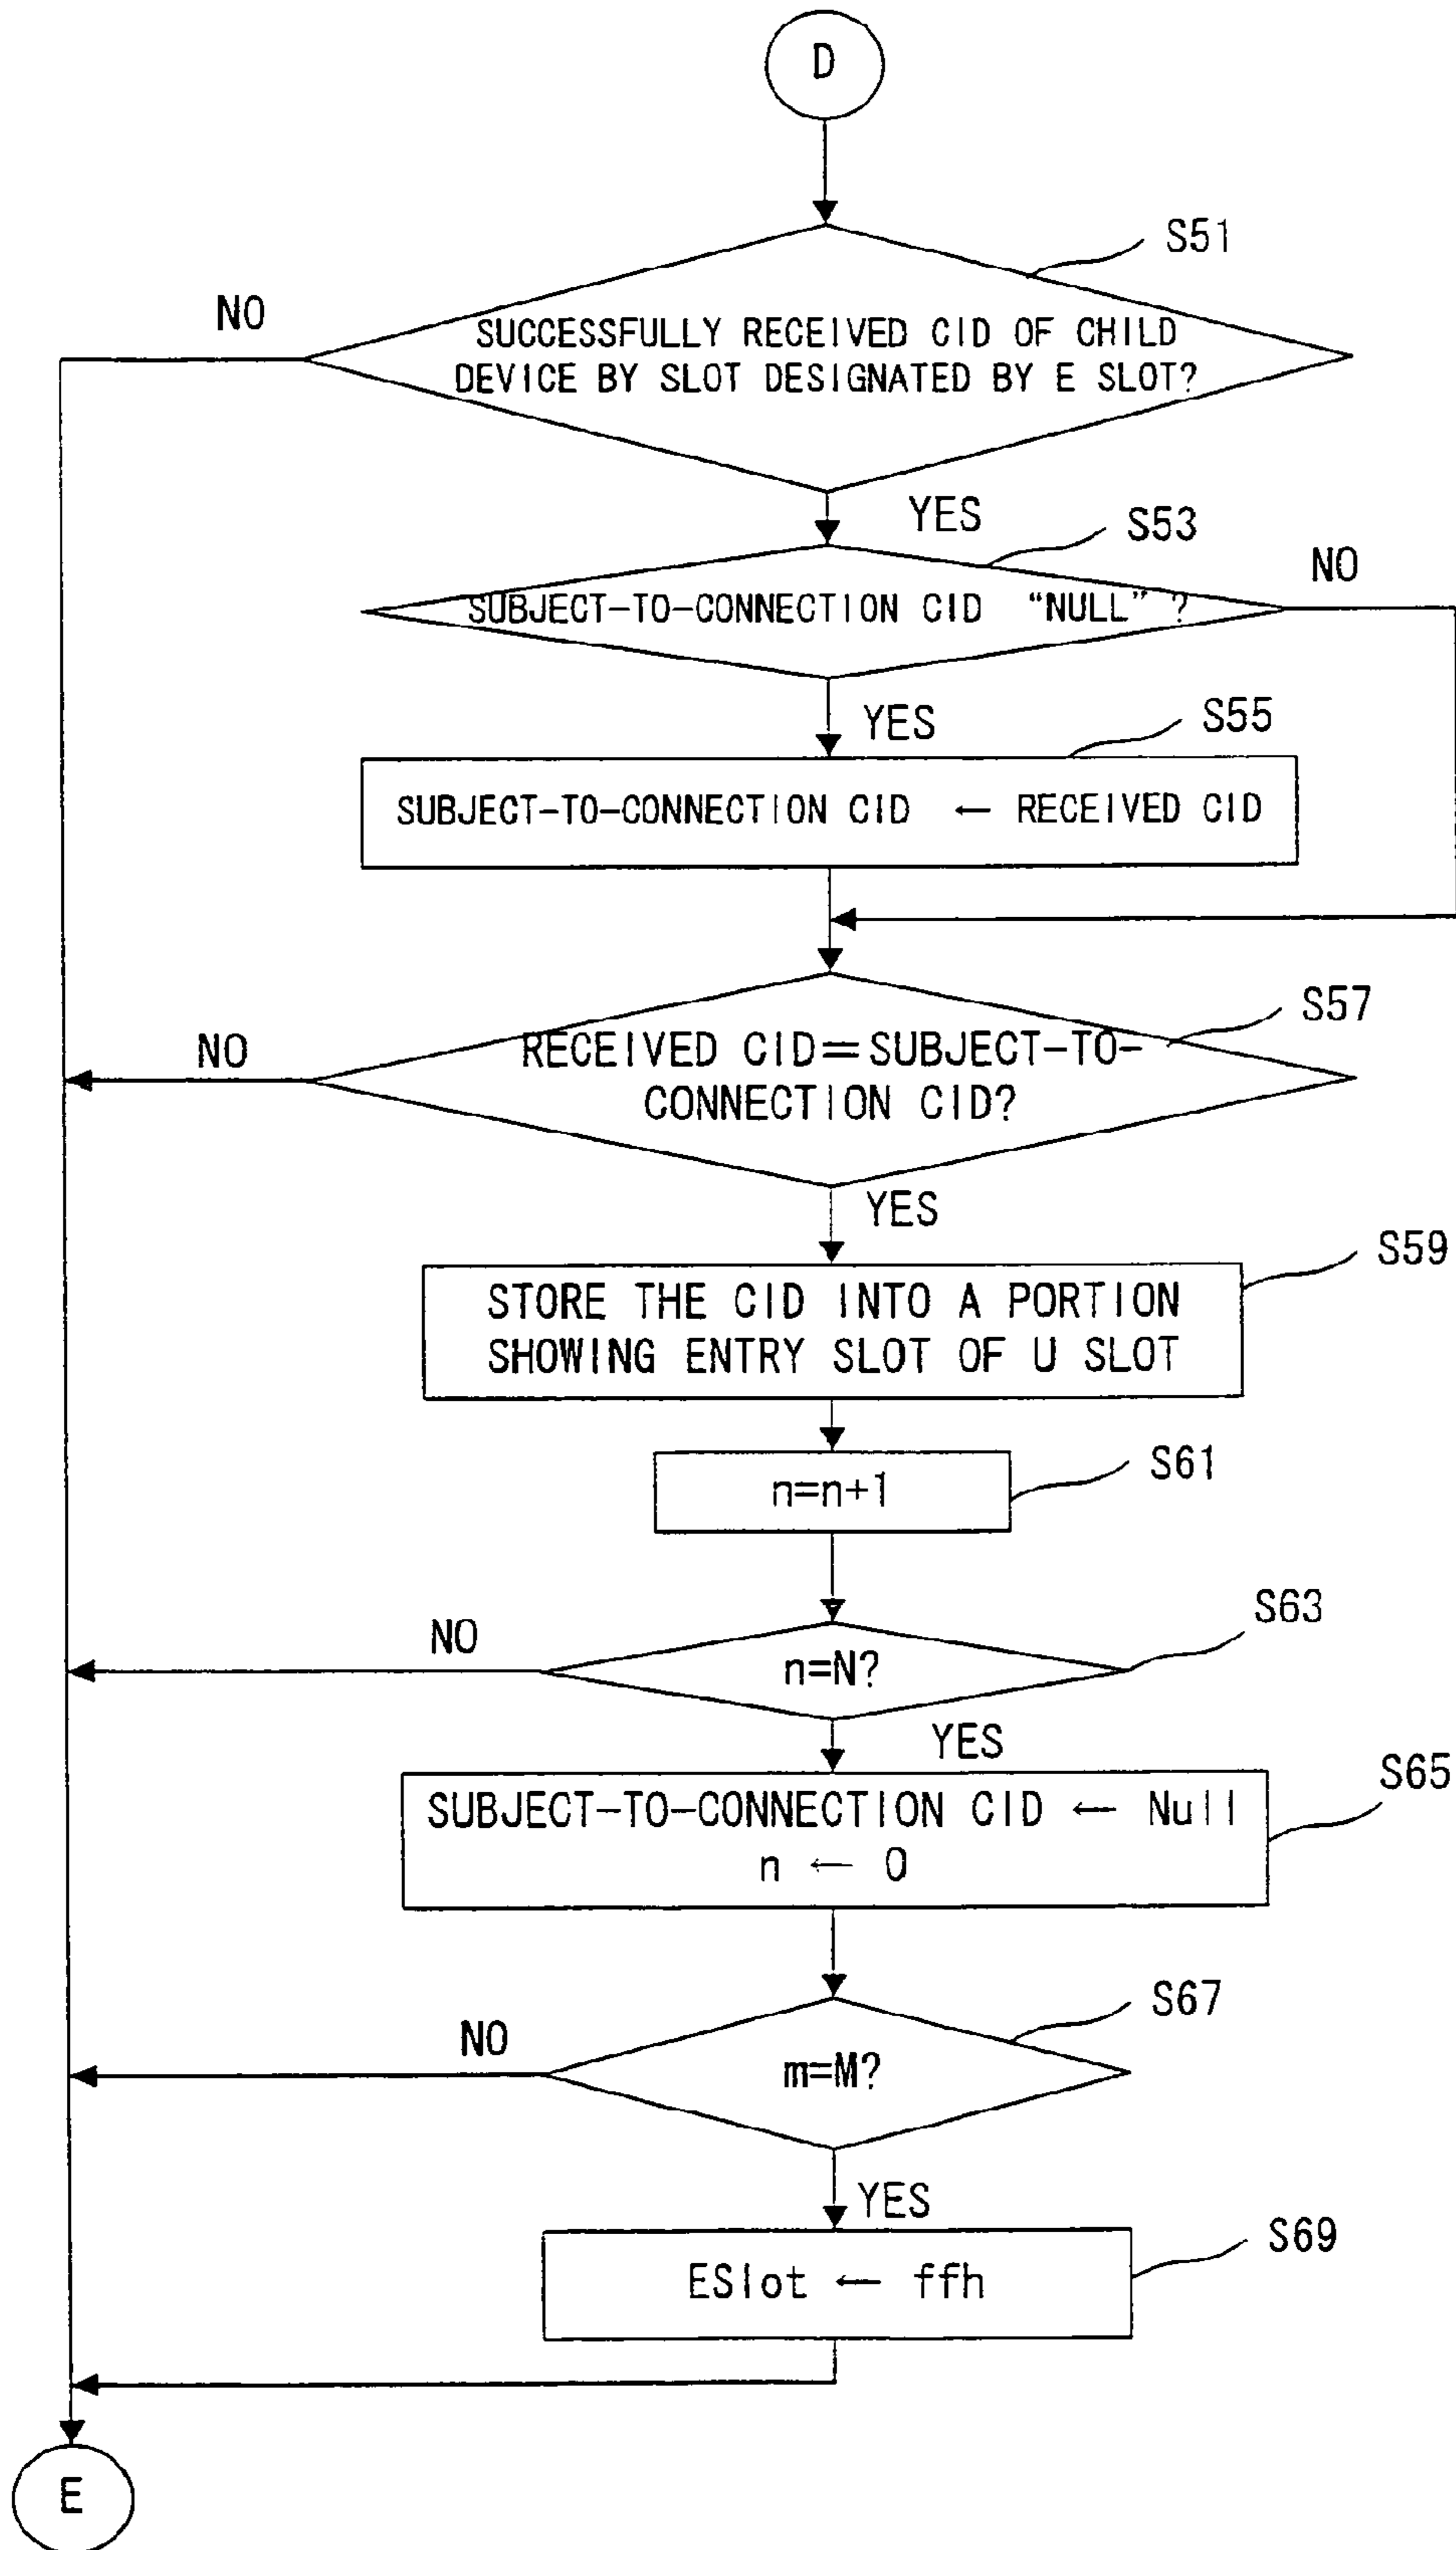 D
S51
NO
SUCCESSFULLY RECEIVED CID OF CHILD
DEVICE BY SLOT DESIGNATED BY E SLOT?
YES
S53
NO
SUBJECT-TO-CONNECTION CID “NULL” ?
YES
S55
SUBJECT-TO-CONNECTION CID ← RECEIVED CID
S57
NO
RECEIVED CID=SUBJECT-TO-
CONNECTION CID?
YES
S59
STORE THE CID INTO A PORTION
SHOWING ENTRY SLOT OF U SLOT
S61
n=n+1
S63
NO
n=N?
YES
S65
SUBJECT-TO-CONNECTION CID ← Null
n ← 0
S67
NO
m=M?
YES
S69
ESlot ← ffh
E